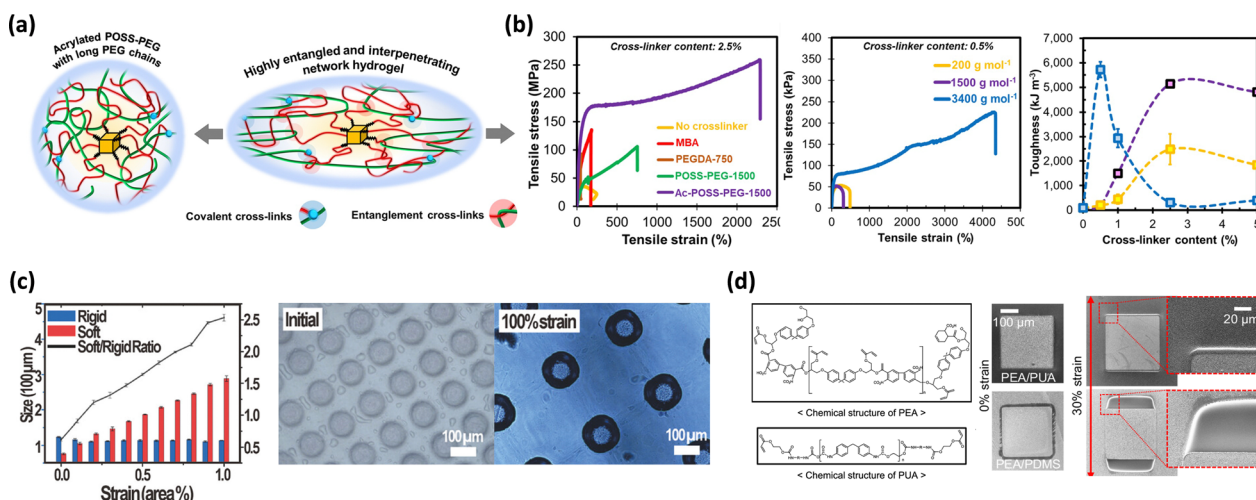 (a)
Acrylated POSS-PEG
with long PEG chains
Highly entangled and interpenetrating
network hydrogel
Covalent cross-links
Entanglement cross-links
(b)
Cross-linker content: 2.5%
Tensile stress (MPa)
300
250
200
150
100
50
0
No crosslinker
MBA
PEGDA-750
POSS-PEG-1500
Ac-POSS-PEG-1500
0 500 1000 1500 2000
Tensile strain (%)
Cross-linker content: 0.5%
Tensile stress (kPa)
400
350
300
250
200
150
100
50
0
200 g mol⁻¹
1500 g mol⁻¹
3400 g mol⁻¹
0 1000 2000 3000 4000 5000
Tensile strain (%)
Toughness (kJ m⁻³)
7,000
6,000
5,000
4,000
3,000
2,000
1,000
0
0 1 2 3 4 5
Cross-linker content (%)
(c)
Rigid
Soft
Soft/Rigid Ratio
Size (100μm)
5
4
3
2
1
2.5
2.0
1.5
1.0
0.5
0.0 0.5 1.0
Strain (area %)
Initial
100μm
100% strain
100μm
(d)
< Chemical structure of PEA >
< Chemical structure of PUA >
0% strain
100 μm
PEA/PUA
PEA/PDMS
30% strain
20 μm